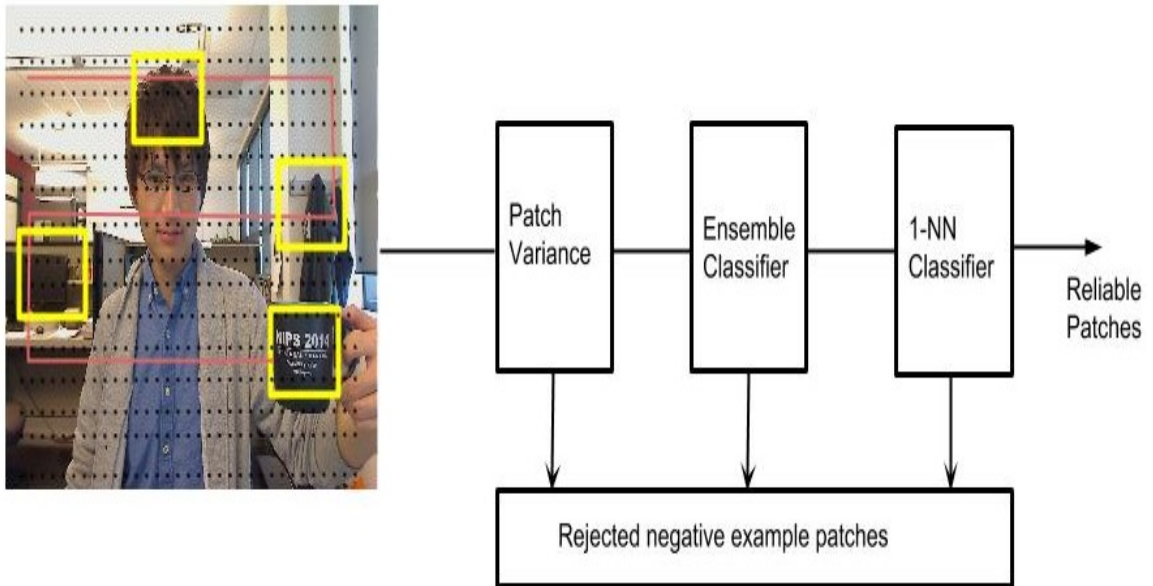 NIPS 2014
Patch
Variance
Ensemble
Classifier
1-NN
Classifier
Reliable
Patches
Rejected negative example patches